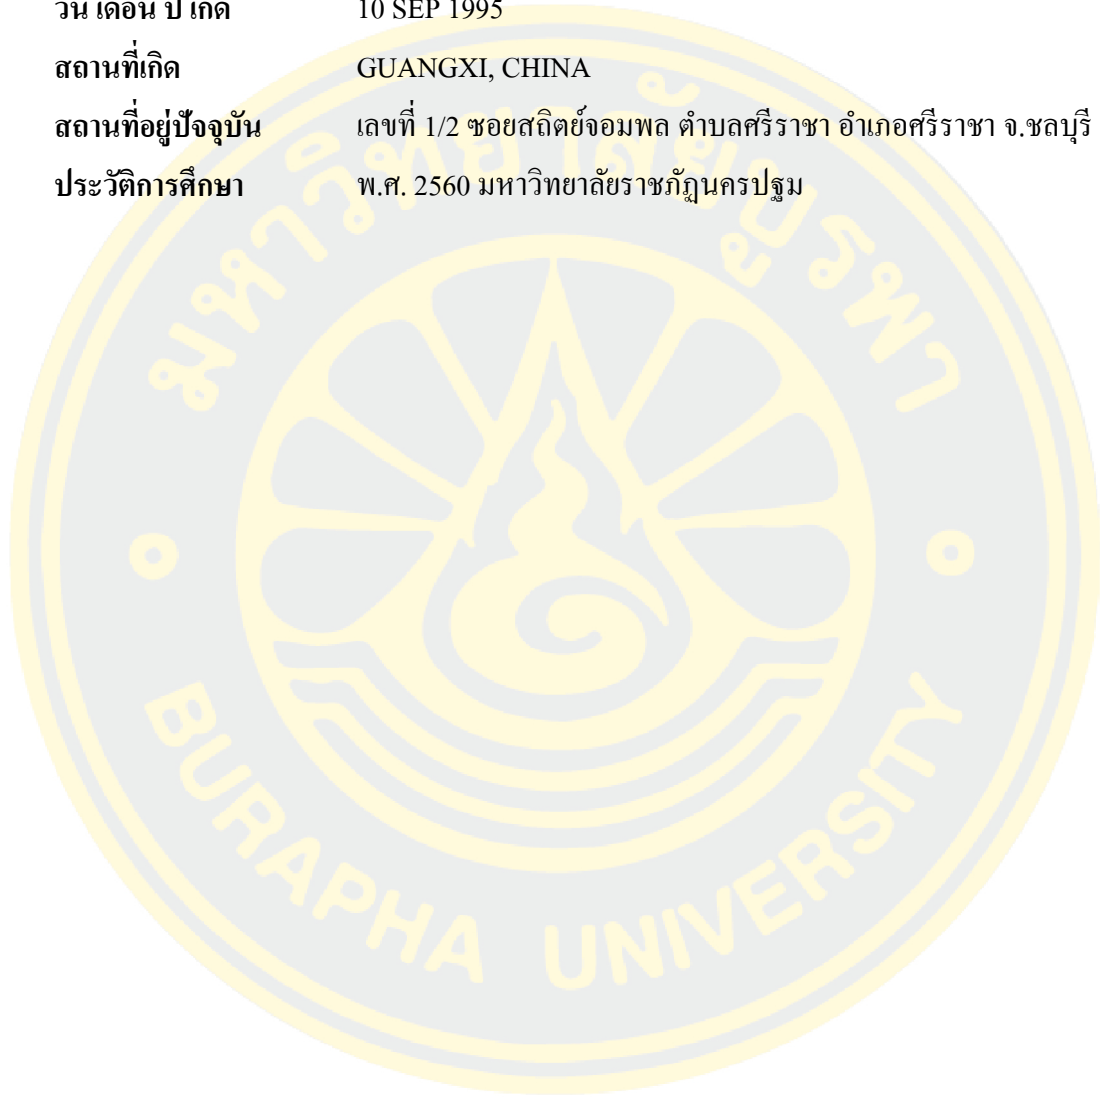 วัน เดือน ปี เกิด 10 SEP 1995
สถานที่เกิด GUANGXI, CHINA
สถานที่อยู่ปัจจุบัน เลขที่ 1/2 ซอยสถิตย์จอมพล ตำบลศรีราชา อำเภอศรีราชา จ.ชลบุรี
ประวัติการศึกษา พ.ศ. 2560 มหาวิทยาลัยราชภัฏนครปฐม
มหาวิทยาลัยบูรพา
BURAPHA UNIVERSITY